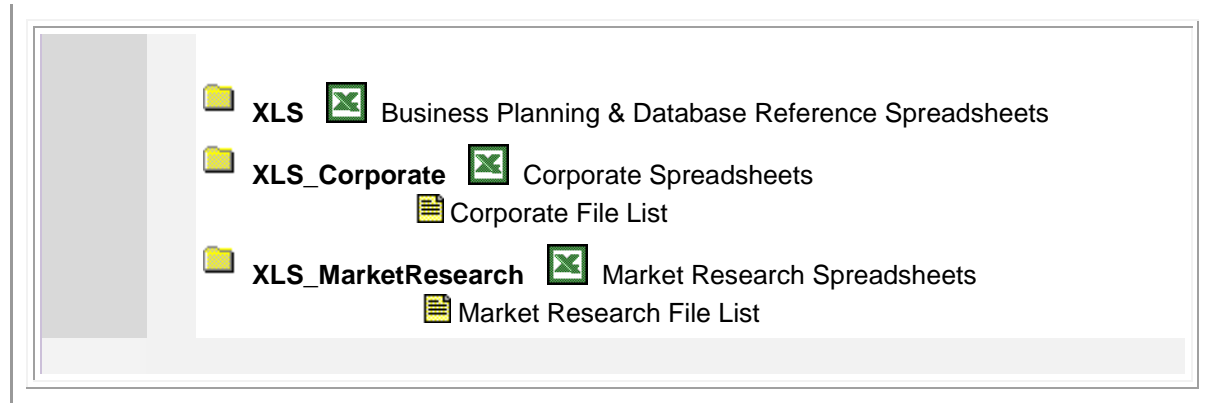 XLS Business Planning & Database Reference Spreadsheets
XLS_Corporate Corporate Spreadsheets
Corporate File List
XLS_MarketResearch Market Research Spreadsheets
Market Research File List